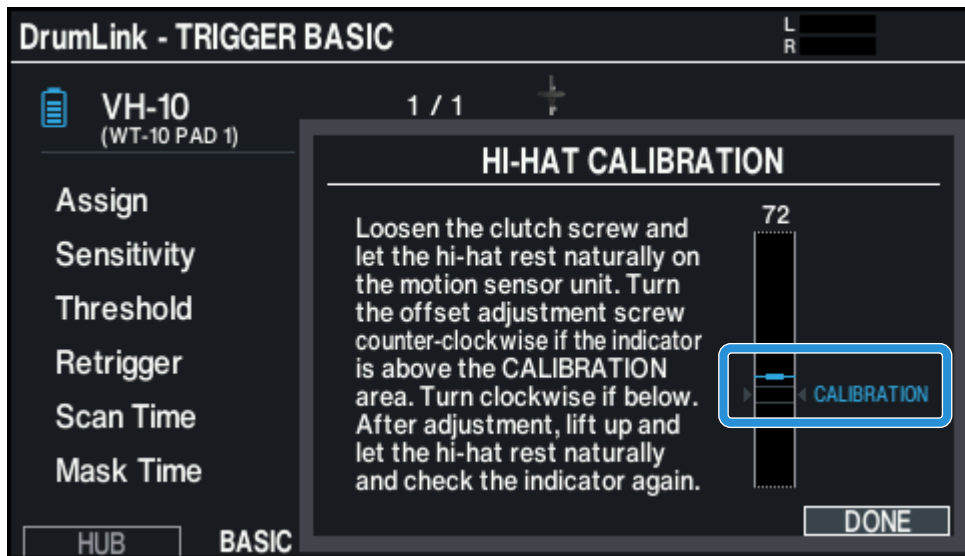 DrumLink - TRIGGER BASIC
L
R
VH-10
1 / 1
(WT-10 PAD 1)
Assign
Sensitivity
Threshold
Retrigger
Scan Time
Mask Time
HUB
BASIC
HI-HAT CALIBRATION
Loosen the clutch screw and
let the hi-hat rest naturally on
the motion sensor unit. Turn
the offset adjustment screw
counter-clockwise if the indicator
is above the CALIBRATION
area. Turn clockwise if below.
After adjustment, lift up and
let the hi-hat rest naturally
and check the indicator again.
72
CALIBRATION
DONE